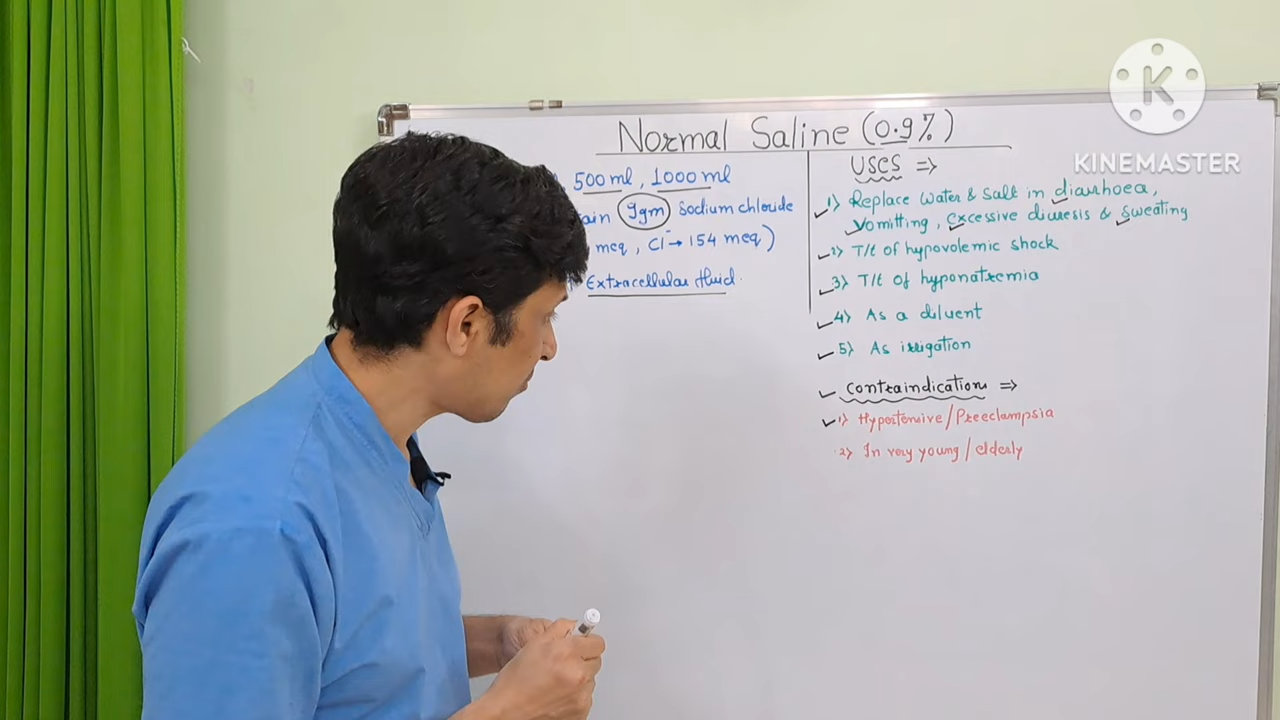 Normal Saline (0.9%)
500 ml, 1000 ml
ain 9gm Sodium chloride
meq, Cl⁻→ 154 meq)
Extracellular fluid.
USES ⇒
1) Replace water & salt in diarrhoea,
vomitting, excessive diuresis & sweating
2) T/t of hypovolemic shock
3) T/t of hyponatremia
4) As a diluent
5) As irrigation
Contraindications ⇒
1) Hypertensive/Preeclampsia
2) In very young/elderly
KINEMASTER